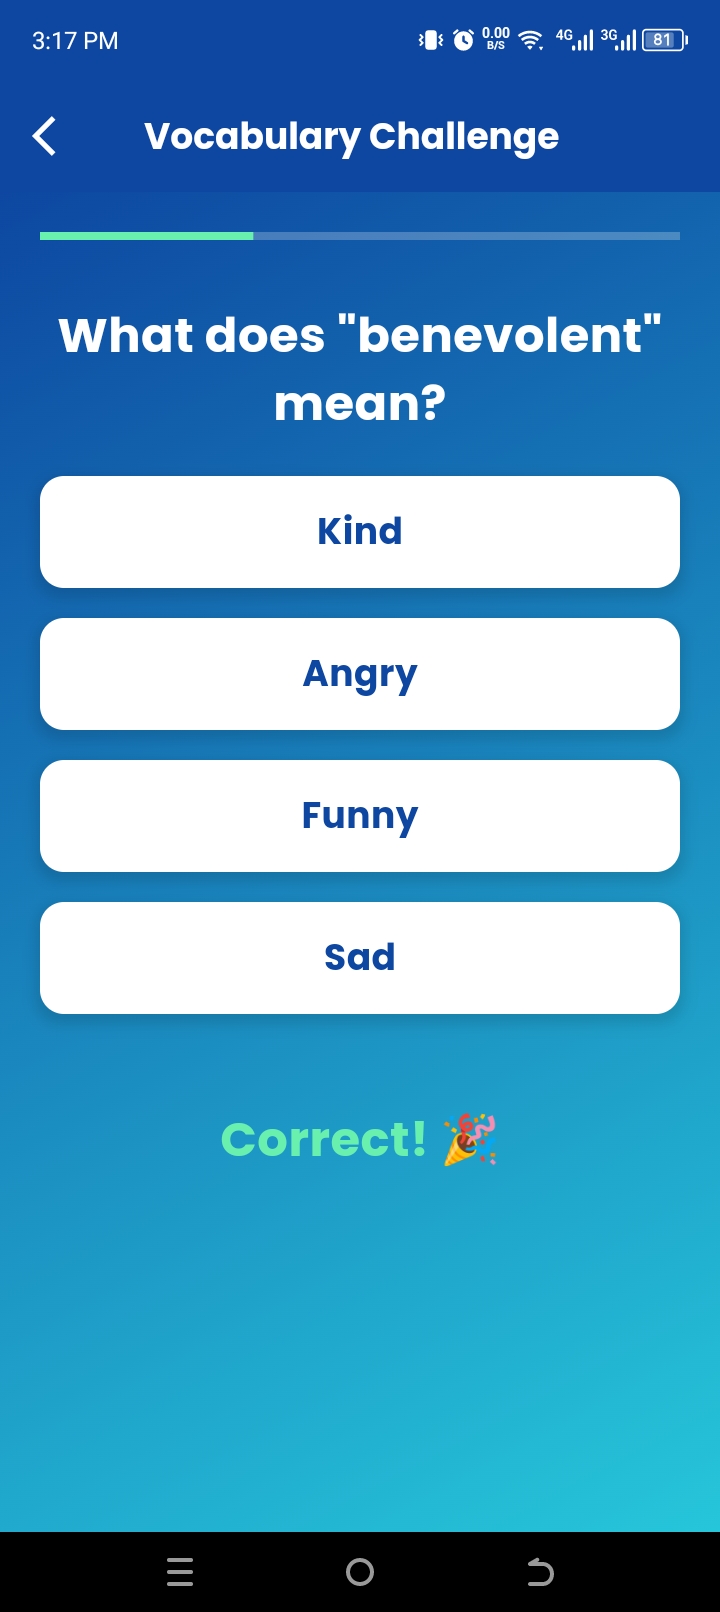 3:17 PM 0.00 B/S 4G 3G 81
Vocabulary Challenge
What does "benevolent"
mean?
Kind
Angry
Funny
Sad
Correct! 🎉